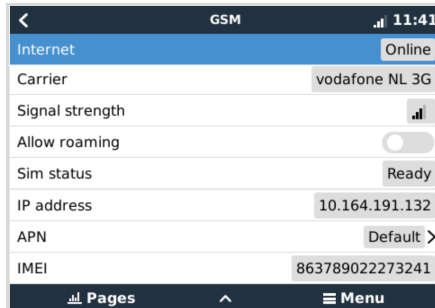 GSM 11:41
Internet Online
Carrier vodafone NL 3G
Signal strength
Allow roaming
Sim status Ready
IP address 10.164.191.132
APN Default
IMEI 863789022273241
Pages Menu